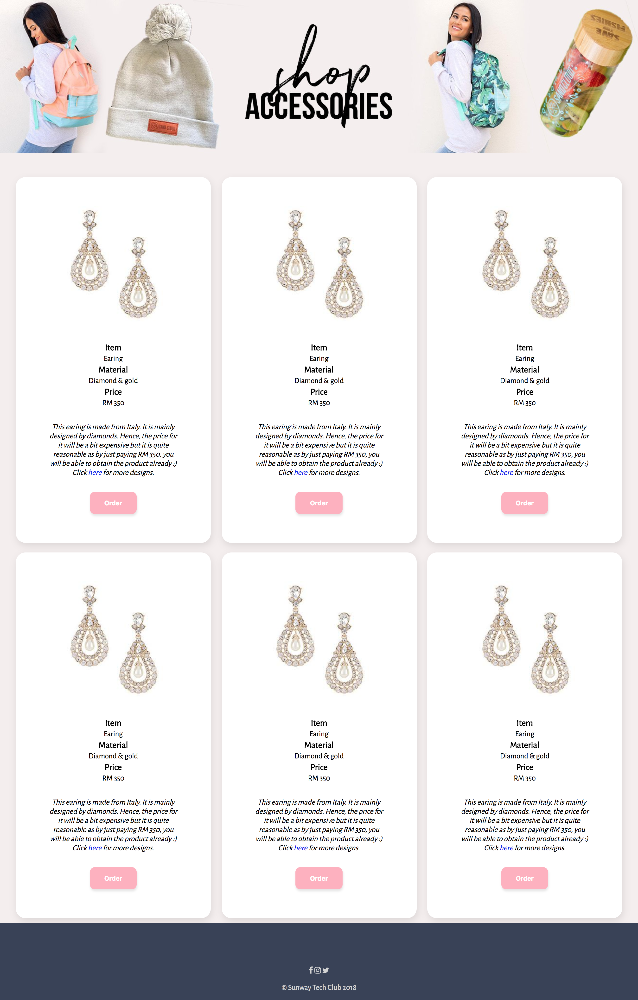 shop
ACCESSORIES
SAND CLOUD
SAVE
THE
FISHIES
SANDCLOUD
Item
Earing
Material
Diamond & gold
Price
RM 350
This earing is made from Italy. It is mainly
designed by diamonds. Hence, the price for
it will be a bit expensive but it is quite
reasonable as by just paying RM 350, you
will be able to obtain the product already :)
Click here for more designs.
Order
Item
Earing
Material
Diamond & gold
Price
RM 350
This earing is made from Italy. It is mainly
designed by diamonds. Hence, the price for
it will be a bit expensive but it is quite
reasonable as by just paying RM 350, you
will be able to obtain the product already :)
Click here for more designs.
Order
Item
Earing
Material
Diamond & gold
Price
RM 350
This earing is made from Italy. It is mainly
designed by diamonds. Hence, the price for
it will be a bit expensive but it is quite
reasonable as by just paying RM 350, you
will be able to obtain the product already :)
Click here for more designs.
Order
Item
Earing
Material
Diamond & gold
Price
RM 350
This earing is made from Italy. It is mainly
designed by diamonds. Hence, the price for
it will be a bit expensive but it is quite
reasonable as by just paying RM 350, you
will be able to obtain the product already :)
Click here for more designs.
Order
Item
Earing
Material
Diamond & gold
Price
RM 350
This earing is made from Italy. It is mainly
designed by diamonds. Hence, the price for
it will be a bit expensive but it is quite
reasonable as by just paying RM 350, you
will be able to obtain the product already :)
Click here for more designs.
Order
Item
Earing
Material
Diamond & gold
Price
RM 350
This earing is made from Italy. It is mainly
designed by diamonds. Hence, the price for
it will be a bit expensive but it is quite
reasonable as by just paying RM 350, you
will be able to obtain the product already :)
Click here for more designs.
Order
© Sunway Tech Club 2018